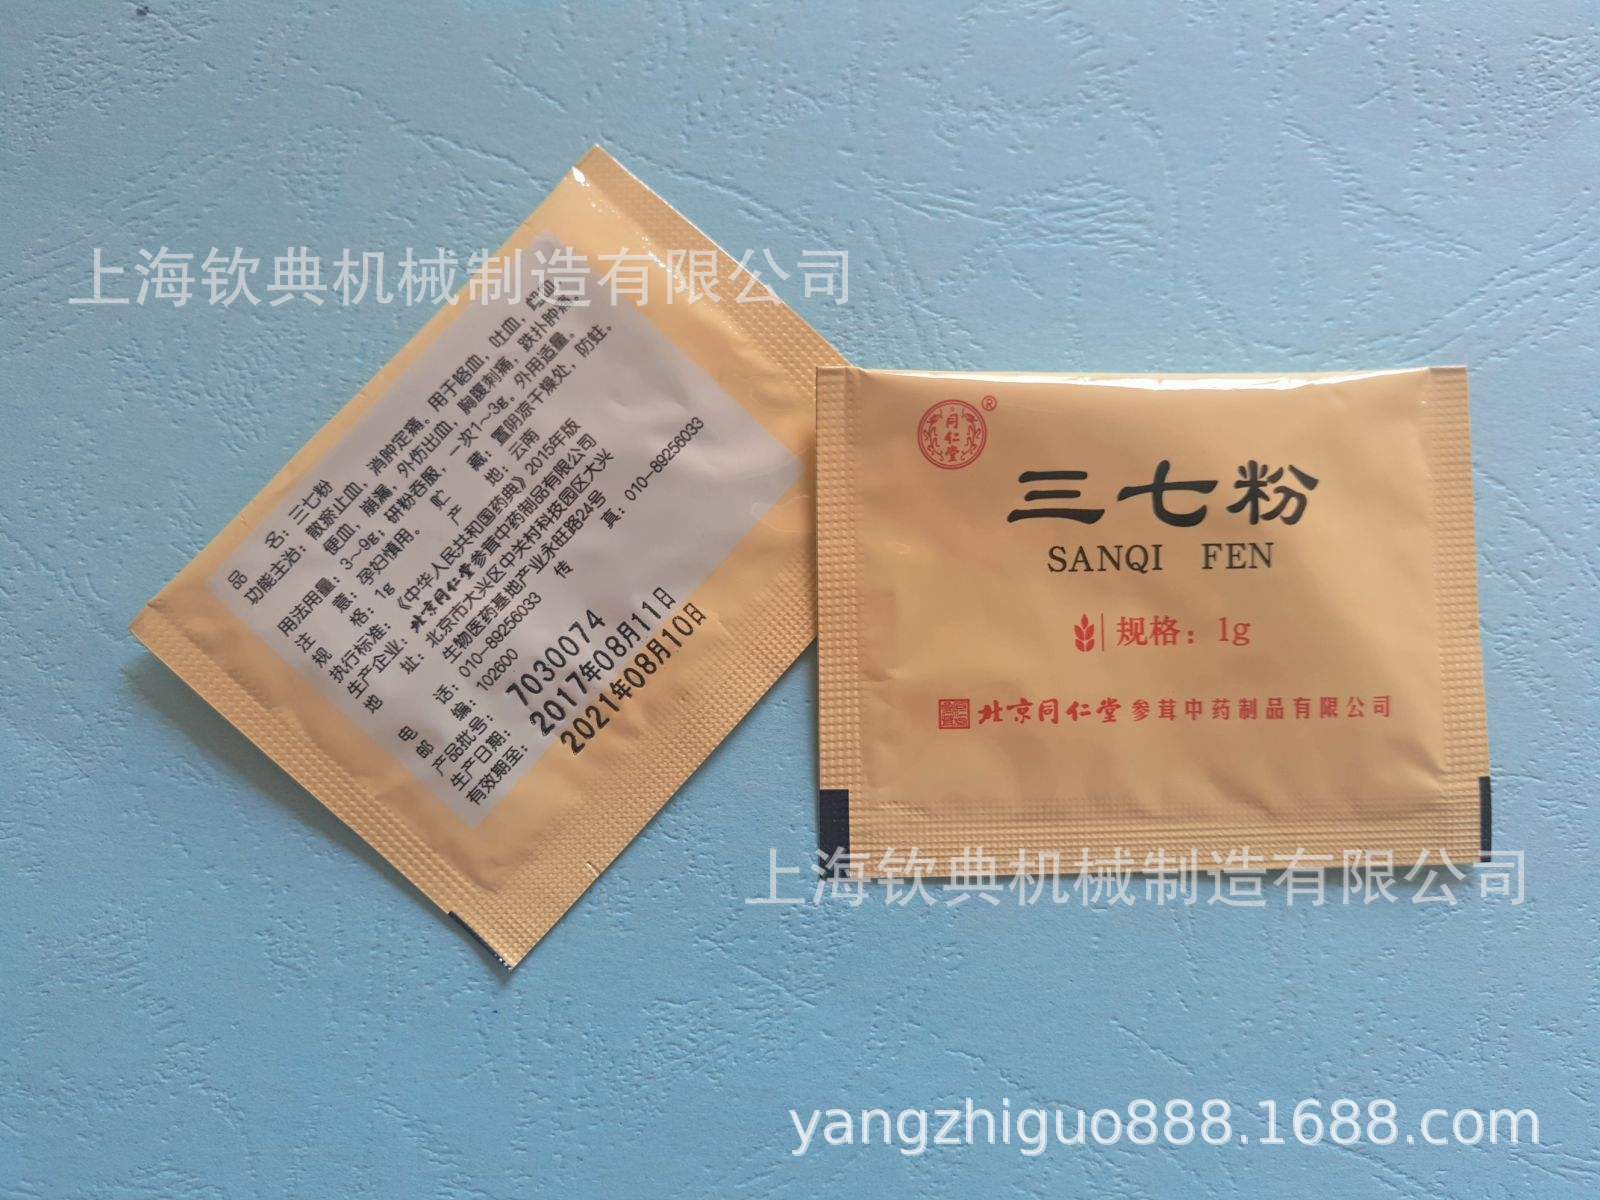 上海钦典机械制造有限公司
品 名：三七粉
功能主治：散瘀止血，消肿定痛。用于咯血，吐血，衄血，
便血，崩漏，外伤出血，胸腹刺痛，跌扑肿痛。
用法用量：3～9g；研粉吞服，一次1～3g。外用适量。
注 意：孕妇慎用。 贮 藏：置阴凉干燥处，防蛀。
规 格：1g 产 地：云南
执行标准：《中华人民共和国药典》2015年版
生产企业：北京同仁堂参茸中药制品有限公司
地 址：北京市大兴区中关村科技园区大兴
生物医药基地产业永旺路24号
电 话：010-89256033 传 真：010-89256033
邮 编：102600
产品批号：7030074
生产日期：2017年08月11日
有效期至：2021年08月10日
同仁堂®
三七粉
SANQI FEN
规格：1g
北京同仁堂参茸中药制品有限公司
上海钦典机械制造有限公司
yangzhiguo888.1688.com